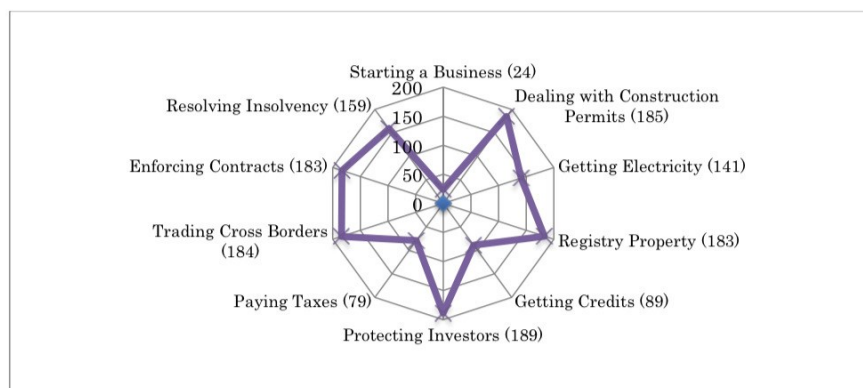 Starting a Business (24)
200
150
100
50
0
Dealing with Construction
Permits (185)
Getting Electricity (141)
Registry Property (183)
Getting Credits (89)
Protecting Investors (189)
Paying Taxes (79)
Trading Cross Borders
(184)
Enforcing Contracts (183)
Resolving Insolvency (159)